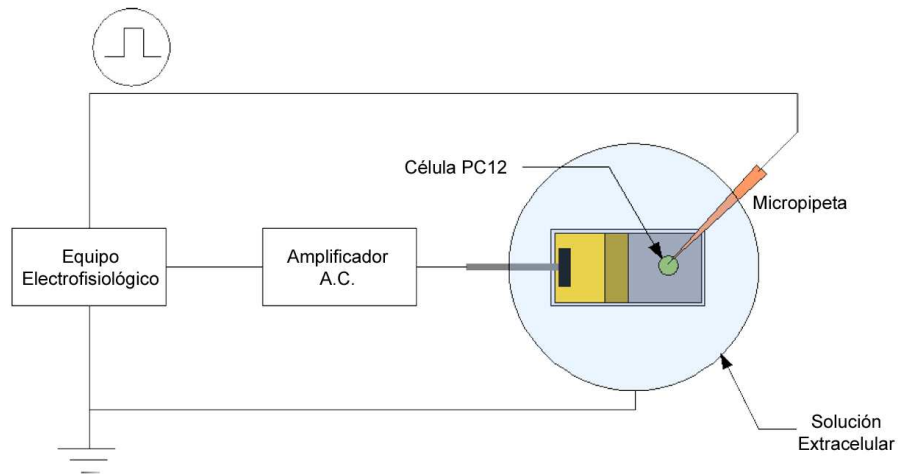 Célula PC12
Micropipeta
Equipo
Electrofisiológico
Amplificador
A.C.
Solución
Extracelular